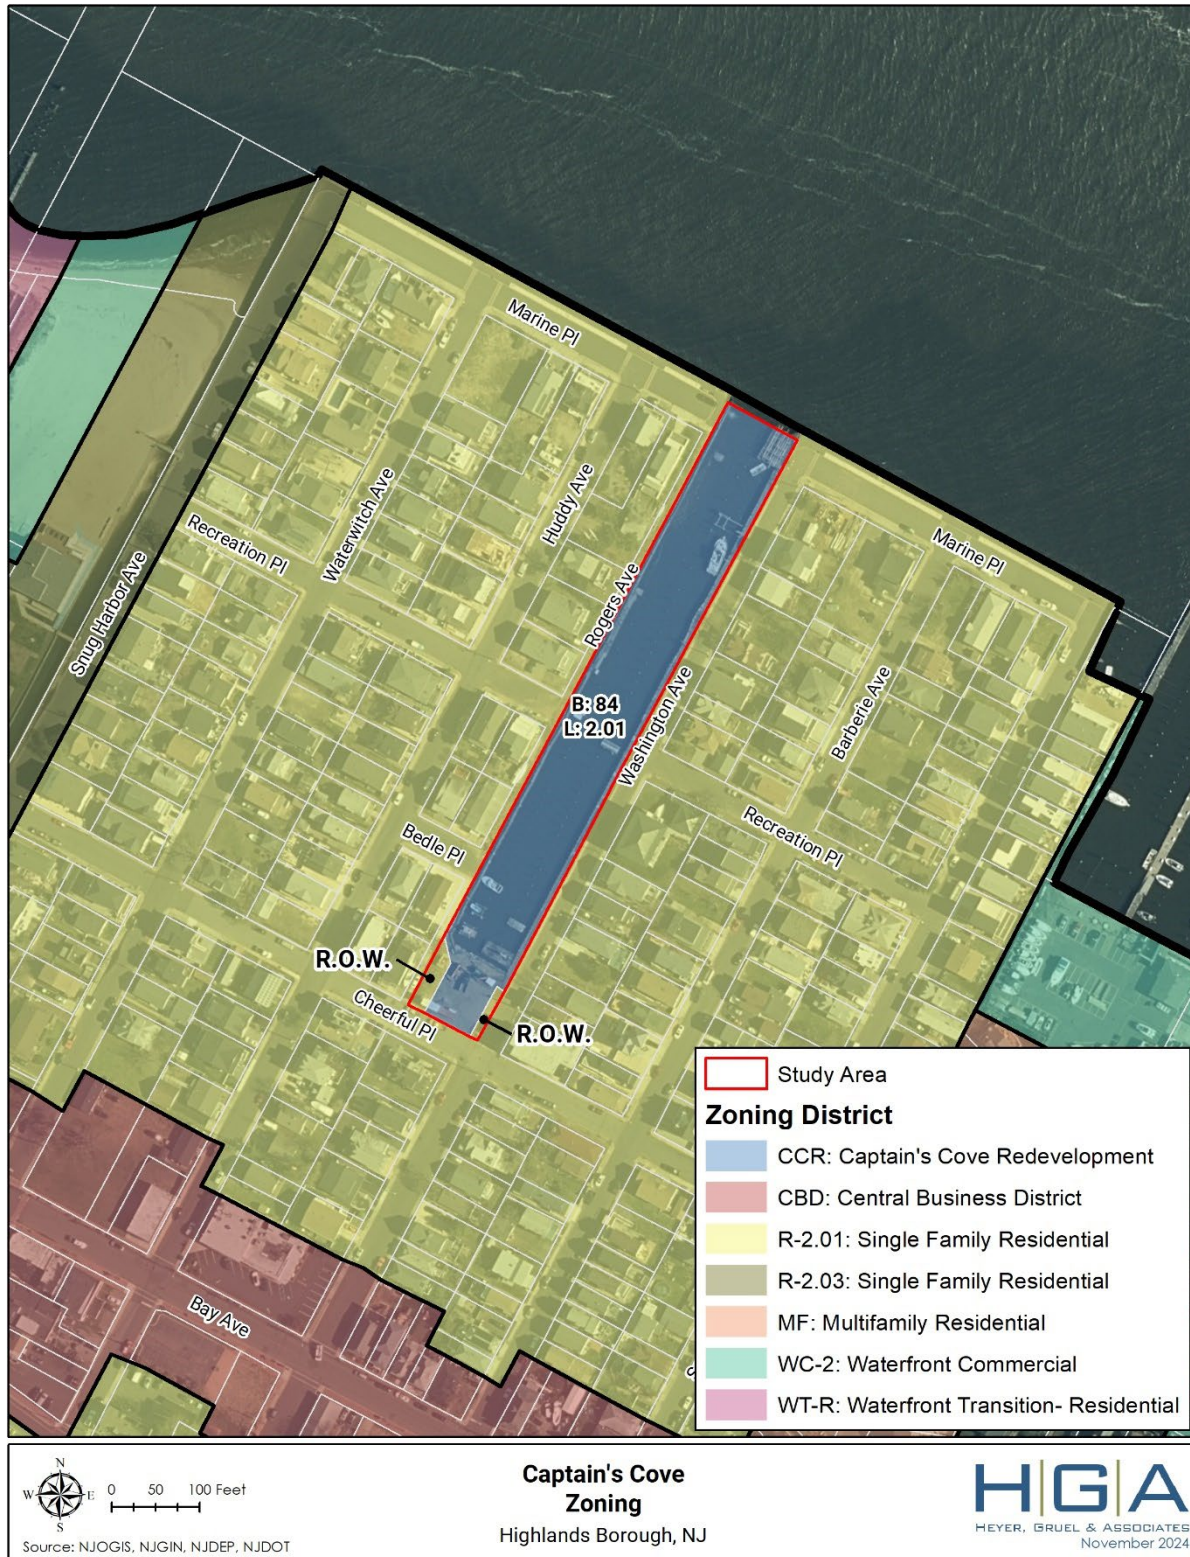 Marine Pl
Marine Pl
Huddy Ave
Waterwitch Ave
Recreation Pl
Snug Harbor Ave
Rogers Ave
B: 84
L: 2.01
Washington Ave
Barberie Ave
Recreation Pl
Bedle Pl
R.O.W.
Cheerful Pl
R.O.W.
Bay Ave
S
Study Area
Zoning District
CCR: Captain's Cove Redevelopment
CBD: Central Business District
R-2.01: Single Family Residential
R-2.03: Single Family Residential
MF: Multifamily Residential
WC-2: Waterfront Commercial
WT-R: Waterfront Transition- Residential
N
W E
S
0 50 100 Feet
Source: NJOGIS, NJGIN, NJDEP, NJDOT
Captain's Cove
Zoning
Highlands Borough, NJ
H|G|A
HEYER, GRUEL & ASSOCIATES
November 2024